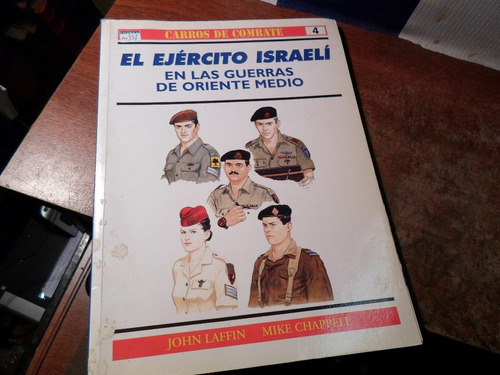 CARROS DE COMBATE 4
EL EJÉRCITO ISRAELÍ
EN LAS GUERRAS
DE ORIENTE MEDIO
JOHN LAFFIN MIKE CHAPPELL